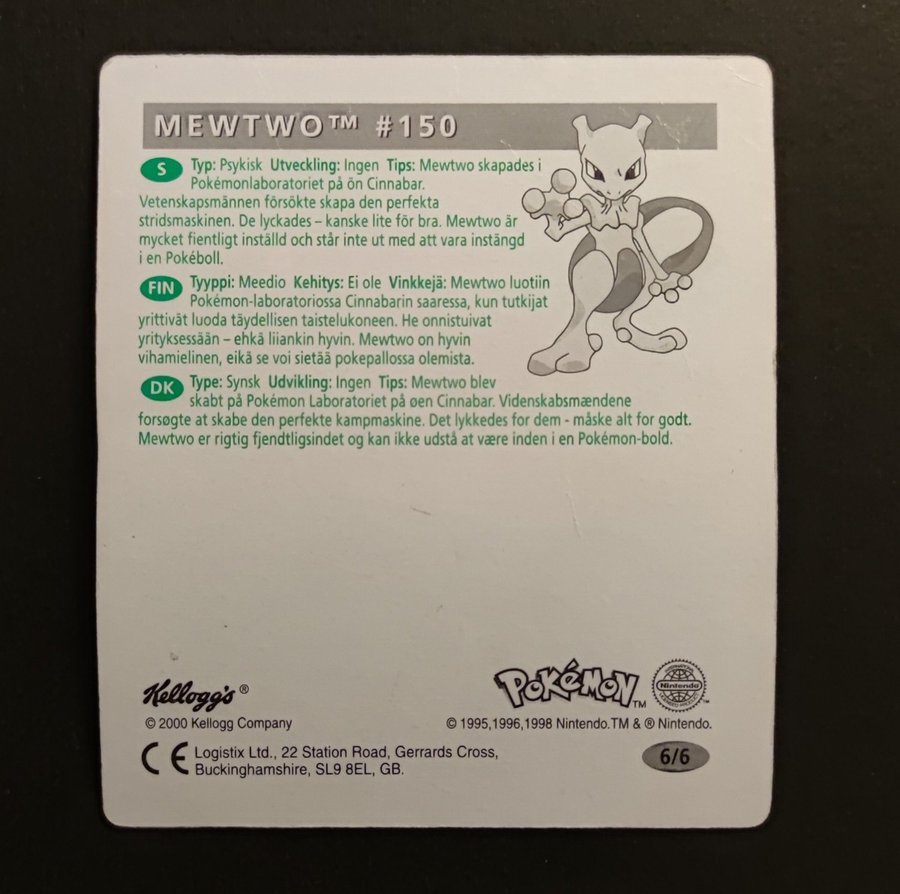 MEWTWO™ #150
S Typ: Psykisk Utveckling: Ingen Tips: Mewtwo skapades i
Pokémonlaboratoriet på ön Cinnabar.
Vetenskapsmännen försökte skapa den perfekta
stridsmaskinen. De lyckades – kanske lite för bra. Mewtwo är
mycket fientligt inställd och står inte ut med att vara instängd
i en Pokéboll.
FIN Tyyppi: Meedio Kehitys: Ei ole Vinkkejä: Mewtwo luotiin
Pokémon-laboratoriossa Cinnabarin saaressa, kun tutkijat
yrittivät luoda täydellisen taistelukoneen. He onnistuivat
yrityksessään – ehkä liiankin hyvin. Mewtwo on hyvin
vihamielinen, eikä se voi sietää pokepallossa olemista.
DK Type: Synsk Udvikling: Ingen Tips: Mewtwo blev
skabt på Pokémon Laboratoriet på øen Cinnabar. Videnskabsmændene
forsøgte at skabe den perfekte kampmaskine. Det lykkedes for dem - måske alt for godt.
Mewtwo er rigtig fjendtligsindet og kan ikke udstå at være inden i en Pokémon-bold.
Kellogg's®
© 2000 Kellogg Company
POKéMON™
Nintendo™
© 1995,1996,1998 Nintendo.TM & ® Nintendo.
CE Logistix Ltd., 22 Station Road, Gerrards Cross,
Buckinghamshire, SL9 8EL, GB.
6/6